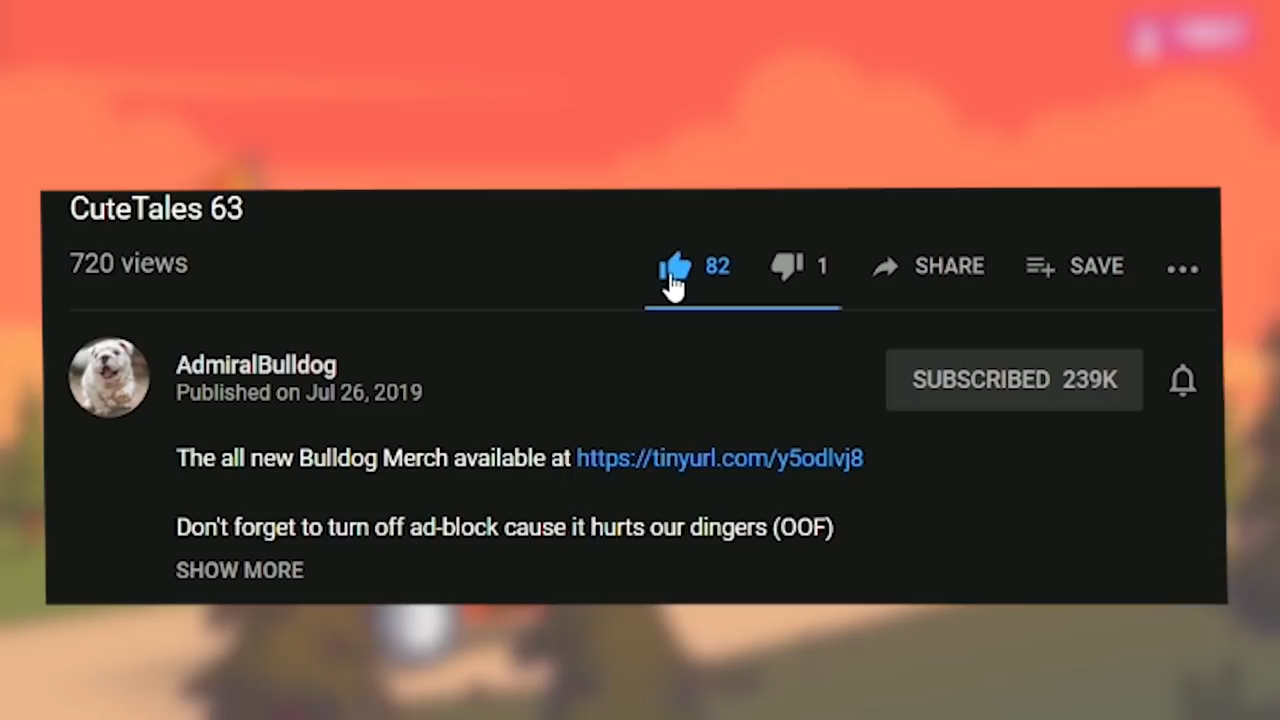 CuteTales 63
720 views
82 1 SHARE SAVE
AdmiralBulldog
Published on Jul 26, 2019
SUBSCRIBED 239K
The all new Bulldog Merch available at https://tinyurl.com/y5odlvj8
Don't forget to turn off ad-block cause it hurts our dingers (OOF)
SHOW MORE